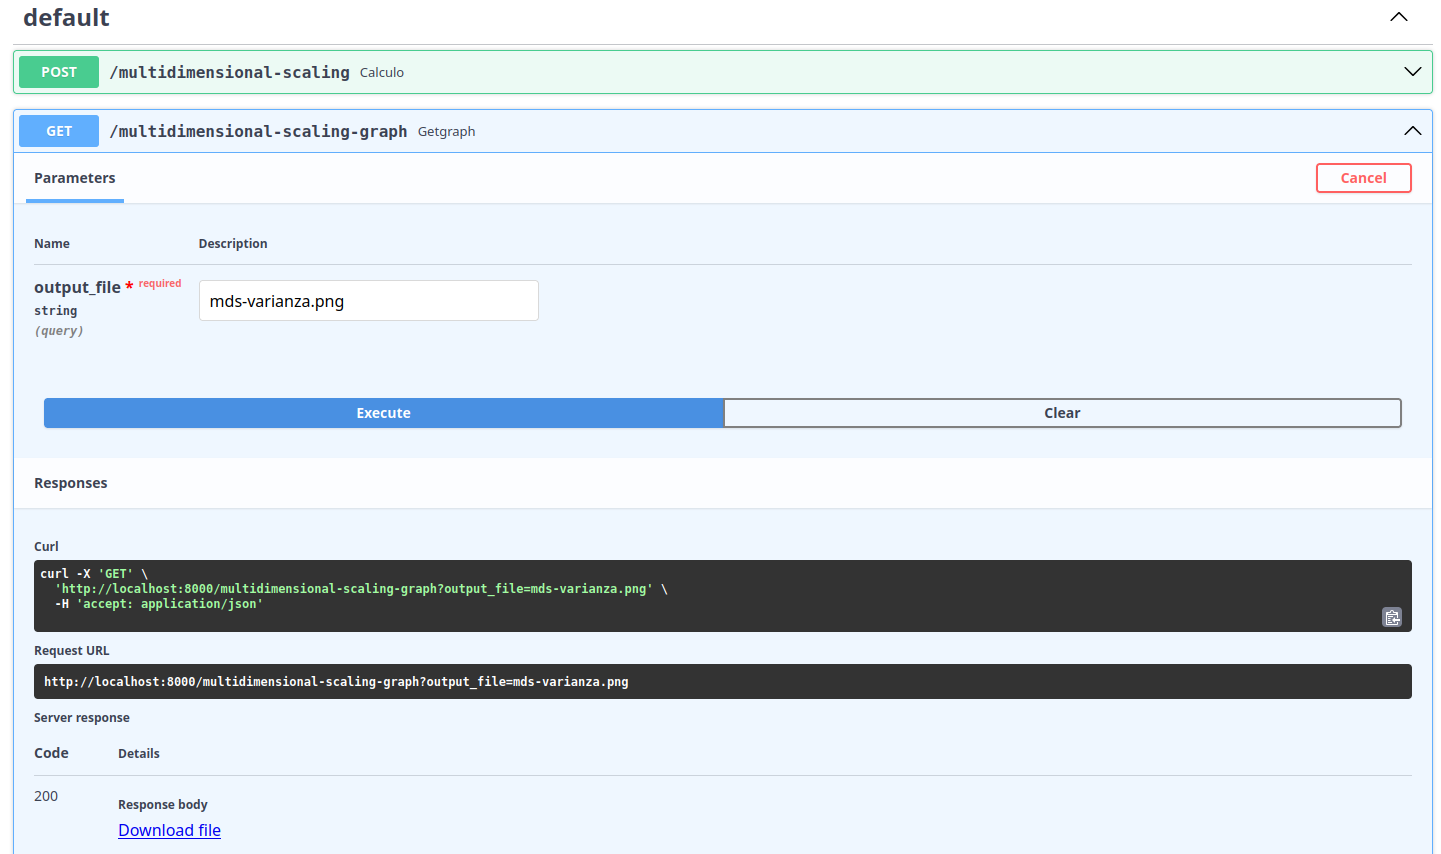 default
POST /multidimensional-scaling Calculo
GET /multidimensional-scaling-graph Getgraph
Parameters Cancel
Name Description
output_file * required
string
(query)
mds-varianza.png
Execute Clear
Responses
Curl
curl -X 'GET' \
'http://localhost:8000/multidimensional-scaling-graph?output_file=mds-varianza.png' \
-H 'accept: application/json'
Request URL
http://localhost:8000/multidimensional-scaling-graph?output_file=mds-varianza.png
Server response
Code Details
200
Response body
Download file